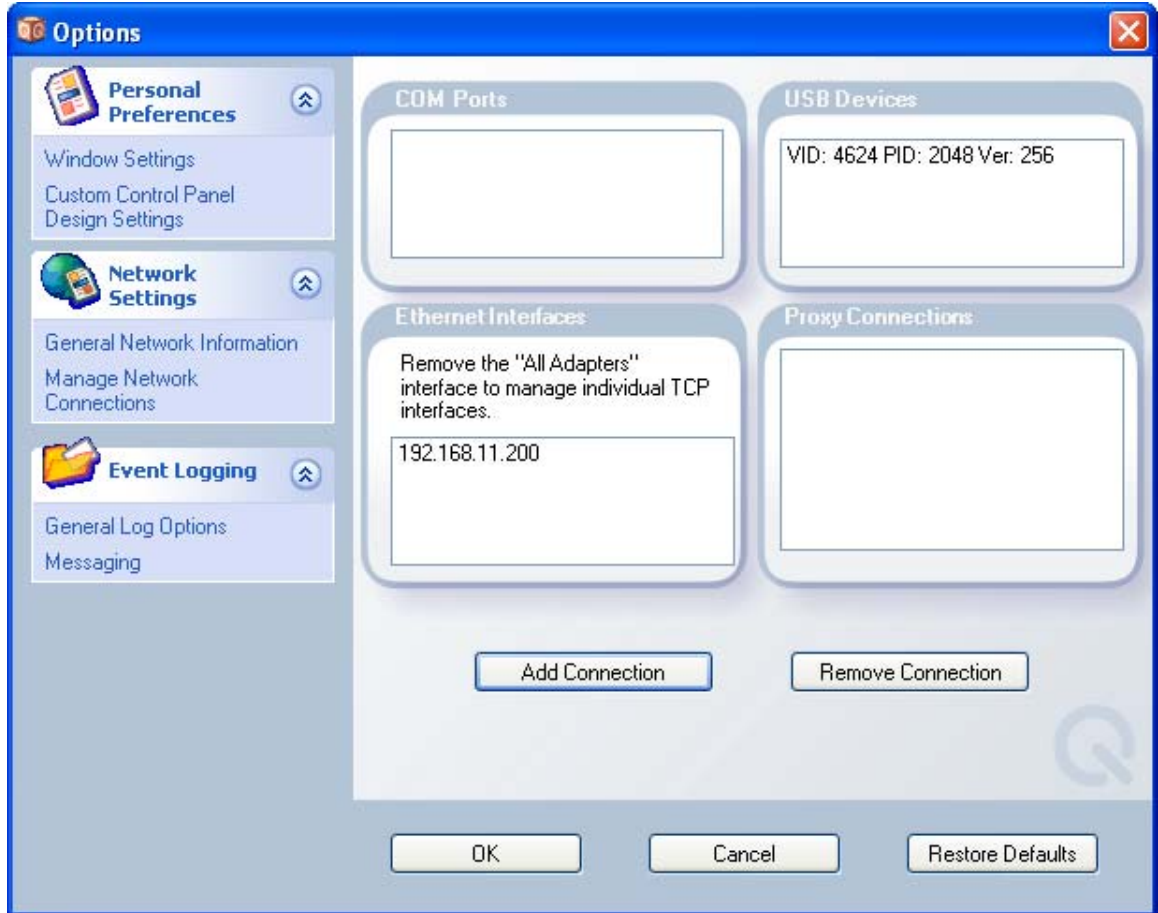 Options
Personal
Preferences
Window Settings
Custom Control Panel
Design Settings
Network
Settings
General Network Information
Manage Network
Connections
Event Logging
General Log Options
Messaging
COM Ports
USB Devices
VID: 4624 PID: 2048 Ver: 256
Ethernet Interfaces
Remove the "All Adapters"
interface to manage individual TCP
interfaces.
192.168.11.200
Proxy Connections
Add Connection
Remove Connection
OK
Cancel
Restore Defaults